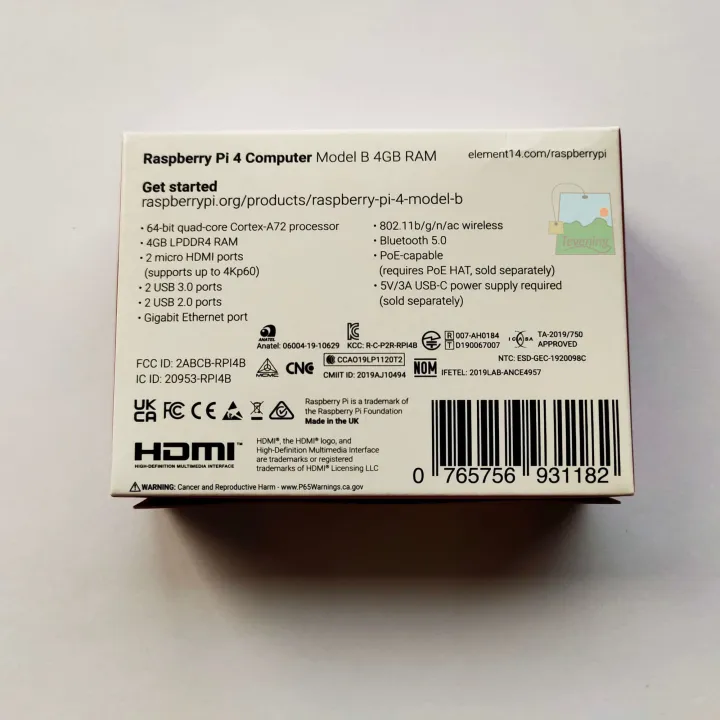 Raspberry Pi 4 Computer Model B 4GB RAM
element14.com/raspberrypi
Get started
raspberrypi.org/products/raspberry-pi-4-model-b
• 64-bit quad-core Cortex-A72 processor
• 4GB LPDDR4 RAM
• 2 micro HDMI ports
(supports up to 4Kp60)
• 2 USB 3.0 ports
• 2 USB 2.0 ports
• Gigabit Ethernet port
• 802.11b/g/n/ac wireless
• Bluetooth 5.0
• PoE-capable
(requires PoE HAT, sold separately)
• 5V/3A USB-C power supply required
(sold separately)
ANATEL
Anatel: 06004-19-10629
KCC: R-C-P2R-RPI4B
R 007-AH0184
T D190067007
ICASA
TA-2019/750
APPROVED
FCC ID: 2ABCB-RPI4B
IC ID: 20953-RPI4B
CNC
CCAO19LP1120T2
CMIIT ID: 2019AJ10494
NOM
NTC: ESD-GEC-1920098C
IFETEL: 2019LAB-ANCE4957
UK
CA
FC CE
Raspberry Pi is a trademark of
the Raspberry Pi Foundation
Made in the UK
HDMI™
HIGH-DEFINITION MULTIMEDIA INTERFACE
HDMI®, the HDMI® logo, and
High-Definition Multimedia Interface
are trademarks or registered
trademarks of HDMI® Licensing LLC
WARNING: Cancer and Reproductive Harm - www.P65Warnings.ca.gov
0 765756 931182